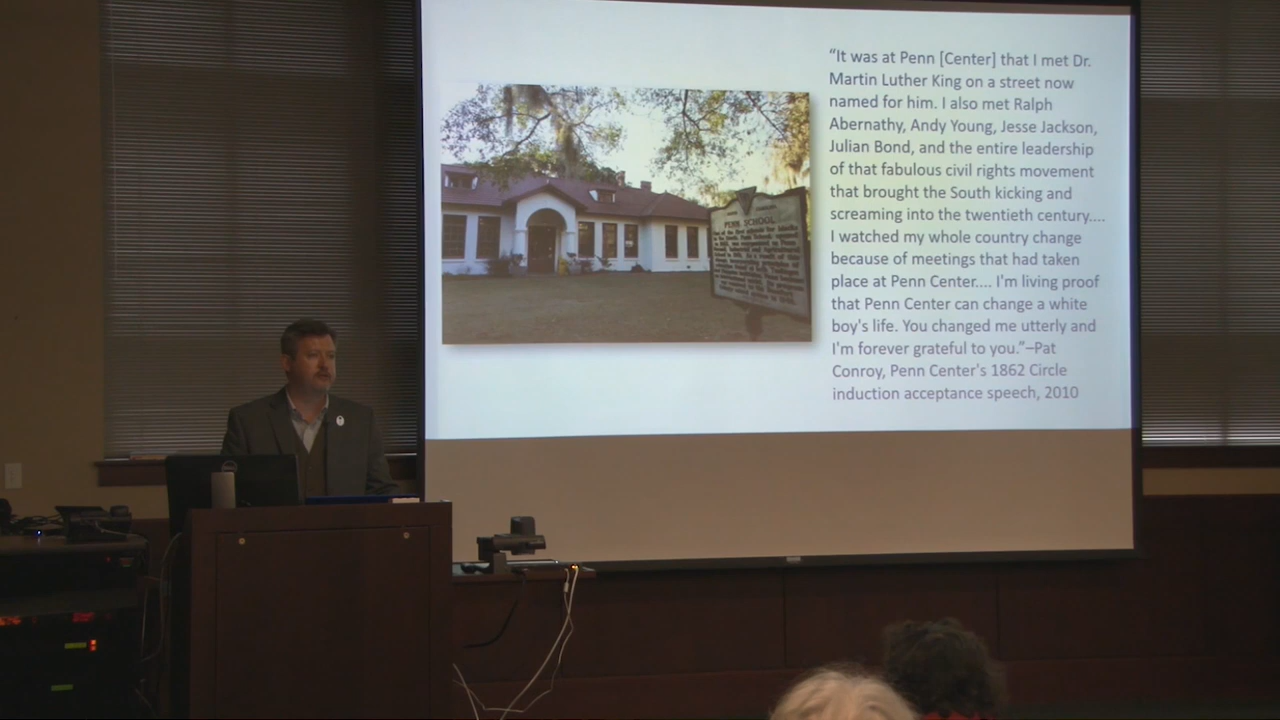 “It was at Penn [Center] that I met Dr.
Martin Luther King on a street now
named for him. I also met Ralph
Abernathy, Andy Young, Jesse Jackson,
Julian Bond, and the entire leadership
of that fabulous civil rights movement
that brought the South kicking and
screaming into the twentieth century....
I watched my whole country change
because of meetings that had taken
place at Penn Center.... I'm living proof
that Penn Center can change a white
boy's life. You changed me utterly and
I'm forever grateful to you.”–Pat
Conroy, Penn Center's 1862 Circle
induction acceptance speech, 2010
PENN SCHOOL